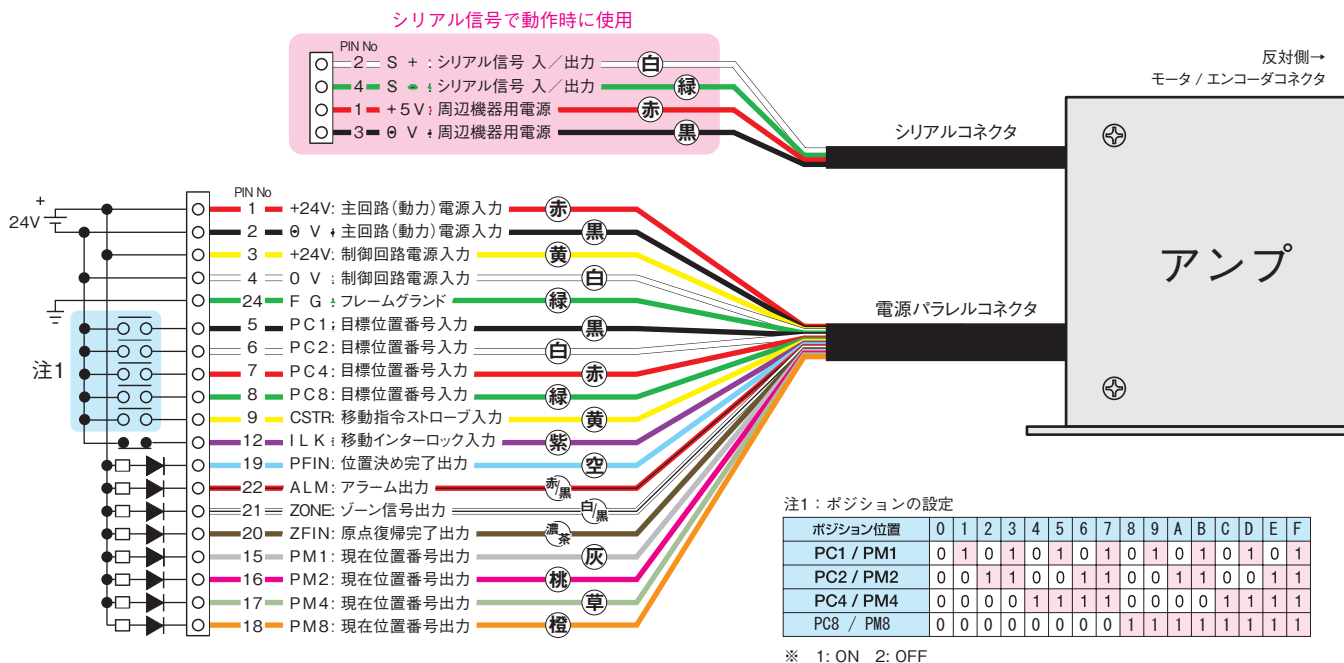 シリアル信号で動作時に使用
PIN No
2 S + : シリアル信号 入／出力 白
4 S - : シリアル信号 入／出力 緑
1 +5V: 周辺機器用電源 赤
3 0 V : 周辺機器用電源 黒
反対側→
モータ / エンコーダコネクタ
シリアルコネクタ
アンプ
電源パラレルコネクタ
+
24V
注1
PIN No
1 +24V: 主回路(動力)電源入力 赤
2 0 V : 主回路(動力)電源入力 黒
3 +24V: 制御回路電源入力 黄
4 0 V : 制御回路電源入力 白
24 F G : フレームグランド 緑
5 PC1: 目標位置番号入力 黒
6 PC2: 目標位置番号入力 白
7 PC4: 目標位置番号入力 赤
8 PC8: 目標位置番号入力 緑
9 CSTR: 移動指令ストローブ入力 黄
12 ILK: 移動インターロック入力 紫
19 PFIN: 位置決め完了出力 空
22 ALM: アラーム出力 赤/黒
21 ZONE: ゾーン信号出力 白/黒
20 ZFIN: 原点復帰完了出力 濃茶
15 PM1: 現在位置番号出力 灰
16 PM2: 現在位置番号出力 桃
17 PM4: 現在位置番号出力 草
18 PM8: 現在位置番号出力 橙
注1：ポジションの設定
ポジション位置 0 1 2 3 4 5 6 7 8 9 A B C D E F
PC1 / PM1 0 1 0 1 0 1 0 1 0 1 0 1 0 1 0 1
PC2 / PM2 0 0 1 1 0 0 1 1 0 0 1 1 0 0 1 1
PC4 / PM4 0 0 0 0 1 1 1 1 0 0 0 0 1 1 1 1
PC8 / PM8 0 0 0 0 0 0 0 0 1 1 1 1 1 1 1 1
※ 1: ON 2: OFF